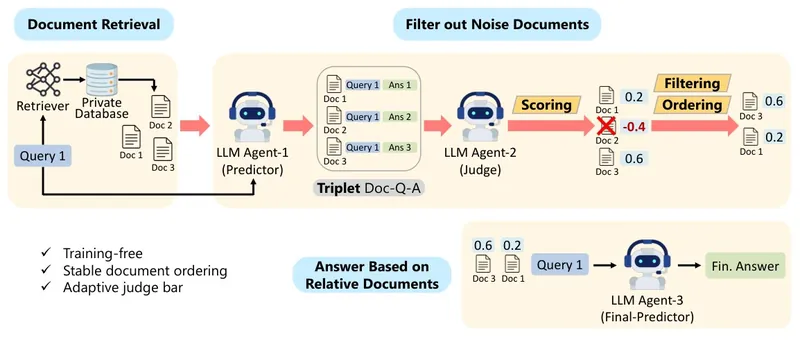 Document Retrieval
Filter out Noise Documents
Retriever
Private
Database
Doc 2
Doc 1
Doc 3
Query 1
LLM Agent-1
(Predictor)
Doc 1
Query 1
Ans 1
Doc 2
Query 1
Ans 2
Doc 3
Query 1
Ans 3
Triplet Doc-Q-A
LLM Agent-2
(Judge)
Scoring
Doc 1
0.2
Doc 2
-0.4
Doc 3
0.6
Filtering
Ordering
Doc 3
0.6
Doc 1
0.2
✓ Training-free
✓ Stable document ordering
✓ Adaptive judge bar
Answer Based on
Relative Documents
0.6
0.2
Doc 3
Doc 1
Query 1
LLM Agent-3
(Final-Predictor)
Fin. Answer